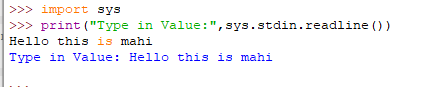 >>> import sys
>>> print("Type in Value:",sys.stdin.readline())
Hello this is mahi
Type in Value: Hello this is mahi